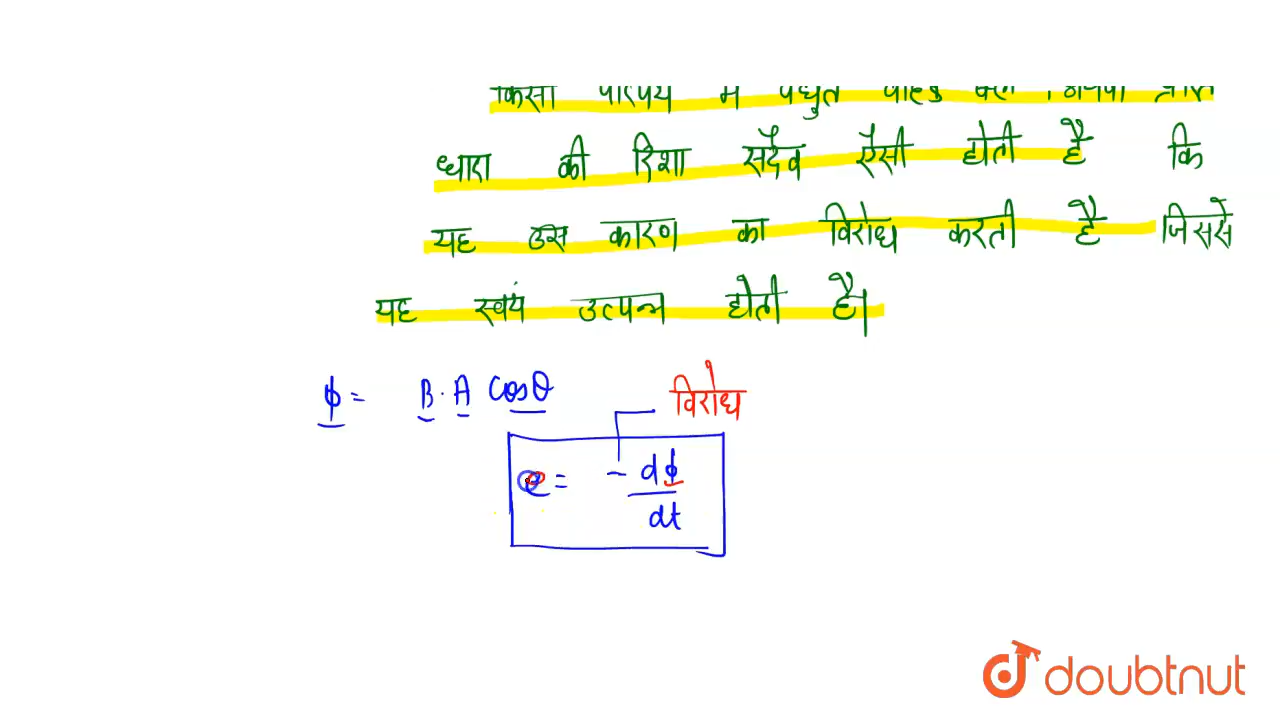 धारा की दिशा सदैव ऐसी होती है कि
यह उस कारण का विरोध करती है जिससे
यह स्वयं उत्पन्न होती है।
ϕ = B . A cosθ
विरोध
e = - dϕ
dt
doubtnut